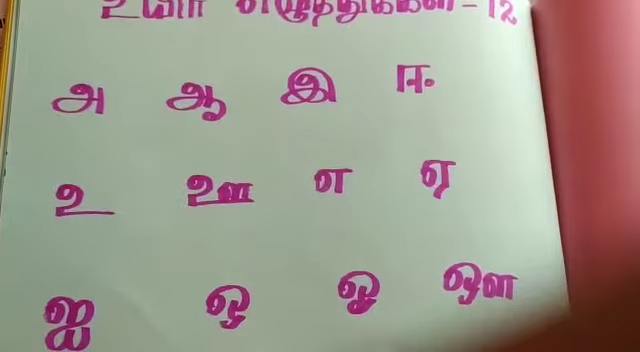 உயிர் எழுத்துக்கள் - 12
அ ஆ இ ஈ
உ ஊ எ ஏ
ஐ ஒ ஓ ஔ